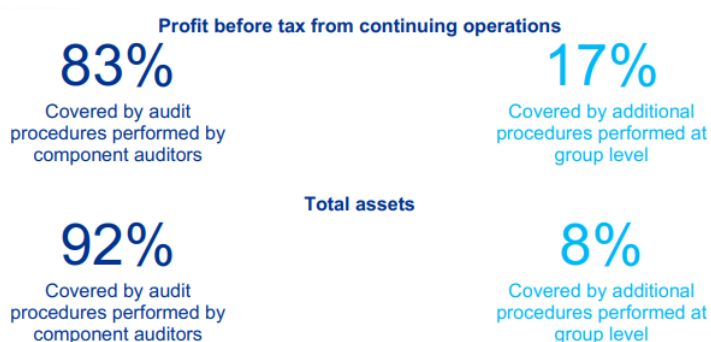 Profit before tax from continuing operations
83%
Covered by audit
procedures performed by
component auditors
17%
Covered by additional
procedures performed at
group level
Total assets
92%
Covered by audit
procedures performed by
component auditors
8%
Covered by additional
procedures performed at
group level